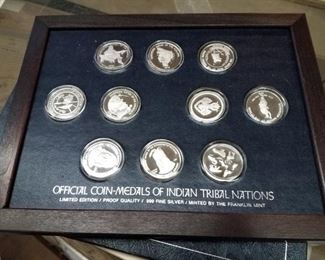 OFFICIAL COIN-MEDALS OF INDIAN TRIBAL NATIONS
LIMITED EDITION / PROOF QUALITY / .999 FINE SILVER / MINTED BY THE FRANKLIN MINT